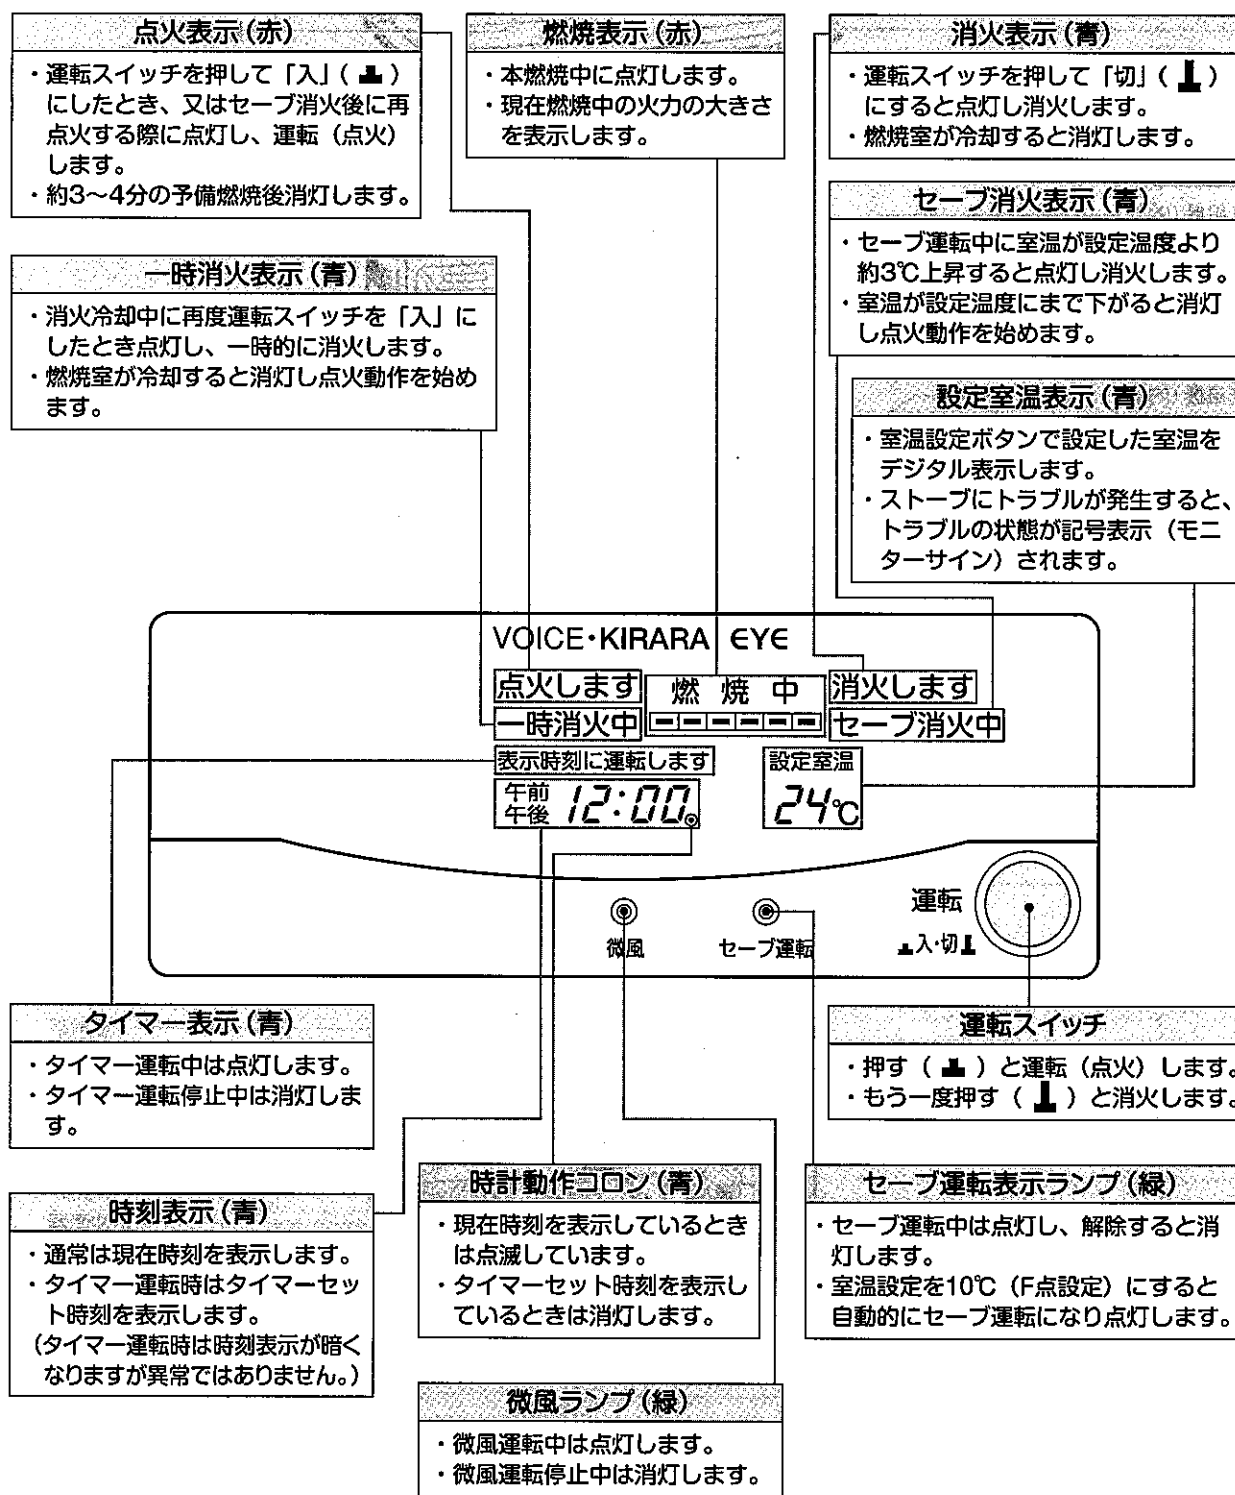 点火表示(赤)
・運転スイッチを押して「入」( )
にしたとき、又はセーブ消火後に再
点火する際に点灯し、運転(点火)
します。
・約3〜4分の予備燃焼後消灯します。
燃焼表示(赤)
・本燃焼中に点灯します。
・現在燃焼中の火力の大きさ
を表示します。
消火表示(青)
・運転スイッチを押して「切」( )
にすると点灯し消火します。
・燃焼室が冷却すると消灯します。
セーブ消火表示(青)
・セーブ運転中に室温が設定温度より
約3℃上昇すると点灯し消火します。
・室温が設定温度にまで下がると消灯
し点火動作を始めます。
一時消火表示(青)
・消火冷却中に再度運転スイッチを「入」に
したとき点灯し、一時的に消火します。
・燃焼室が冷却すると消灯し点火動作を始め
ます。
設定室温表示(青)
・室温設定ボタンで設定した室温を
デジタル表示します。
・ストーブにトラブルが発生すると、
トラブルの状態が記号表示(モニ
ターサイン)されます。
VOICE・KIRARA EYE
点火します
燃焼中
消火します
一時消火中
セーブ消火中
表示時刻に運転します
設定室温
午前
午後
12:00
24℃
運転
入・切
微風
セーブ運転
タイマー表示(青)
・タイマー運転中は点灯します。
・タイマー運転停止中は消灯しま
す。
運転スイッチ
・押す( )と運転(点火)します。
・もう一度押す( )と消火します。
時刻表示(青)
・通常は現在時刻を表示します。
・タイマー運転時はタイマーセッ
ト時刻を表示します。
(タイマー運転時は時刻表示が暗く
なりますが異常ではありません。)
時計動作コロン(青)
・現在時刻を表示しているとき
は点滅しています。
・タイマーセット時刻を表示し
ているときは消灯します。
セーブ運転表示ランプ(緑)
・セーブ運転中は点灯し、解除すると消
灯します。
・室温設定を10℃(F点設定)にすると
自動的にセーブ運転になり点灯します。
微風ランプ(緑)
・微風運転中は点灯します。
・微風運転停止中は消灯します。